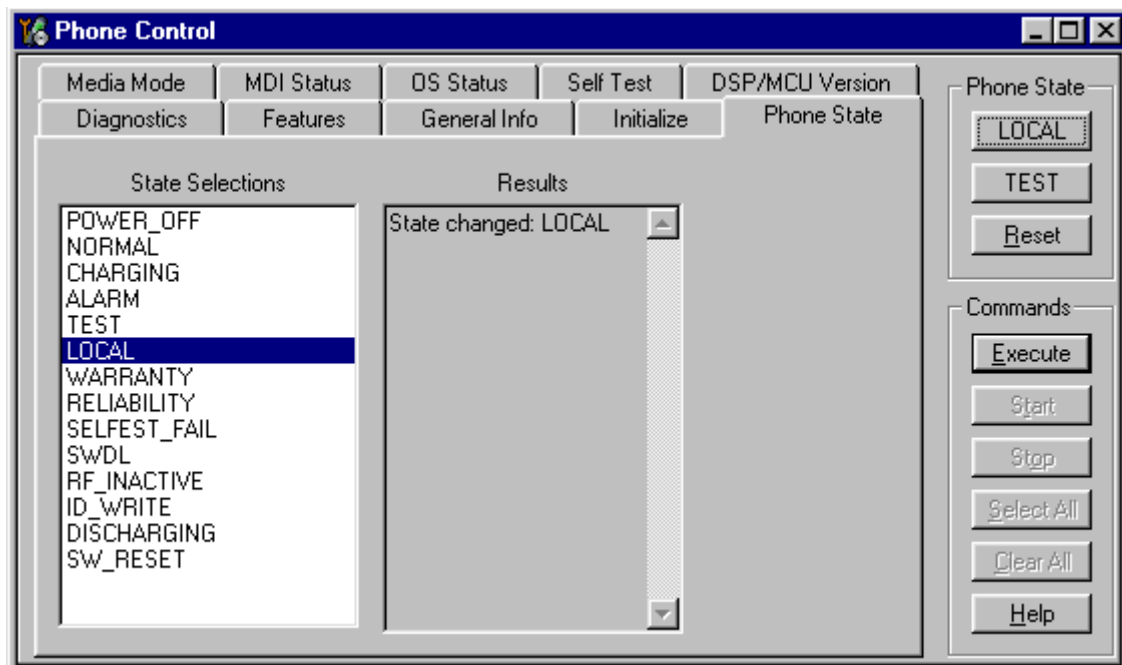 Phone Control
Media Mode
MDI Status
OS Status
Self Test
DSP/MCU Version
Diagnostics
Features
General Info
Initialize
Phone State
State Selections
POWER_OFF
NORMAL
CHARGING
ALARM
TEST
LOCAL
WARRANTY
RELIABILITY
SELFEST_FAIL
SWDL
RF_INACTIVE
ID_WRITE
DISCHARGING
SW_RESET
Results
State changed: LOCAL
Phone State
LOCAL
TEST
Reset
Commands
Execute
Start
Stop
Select All
Clear All
Help